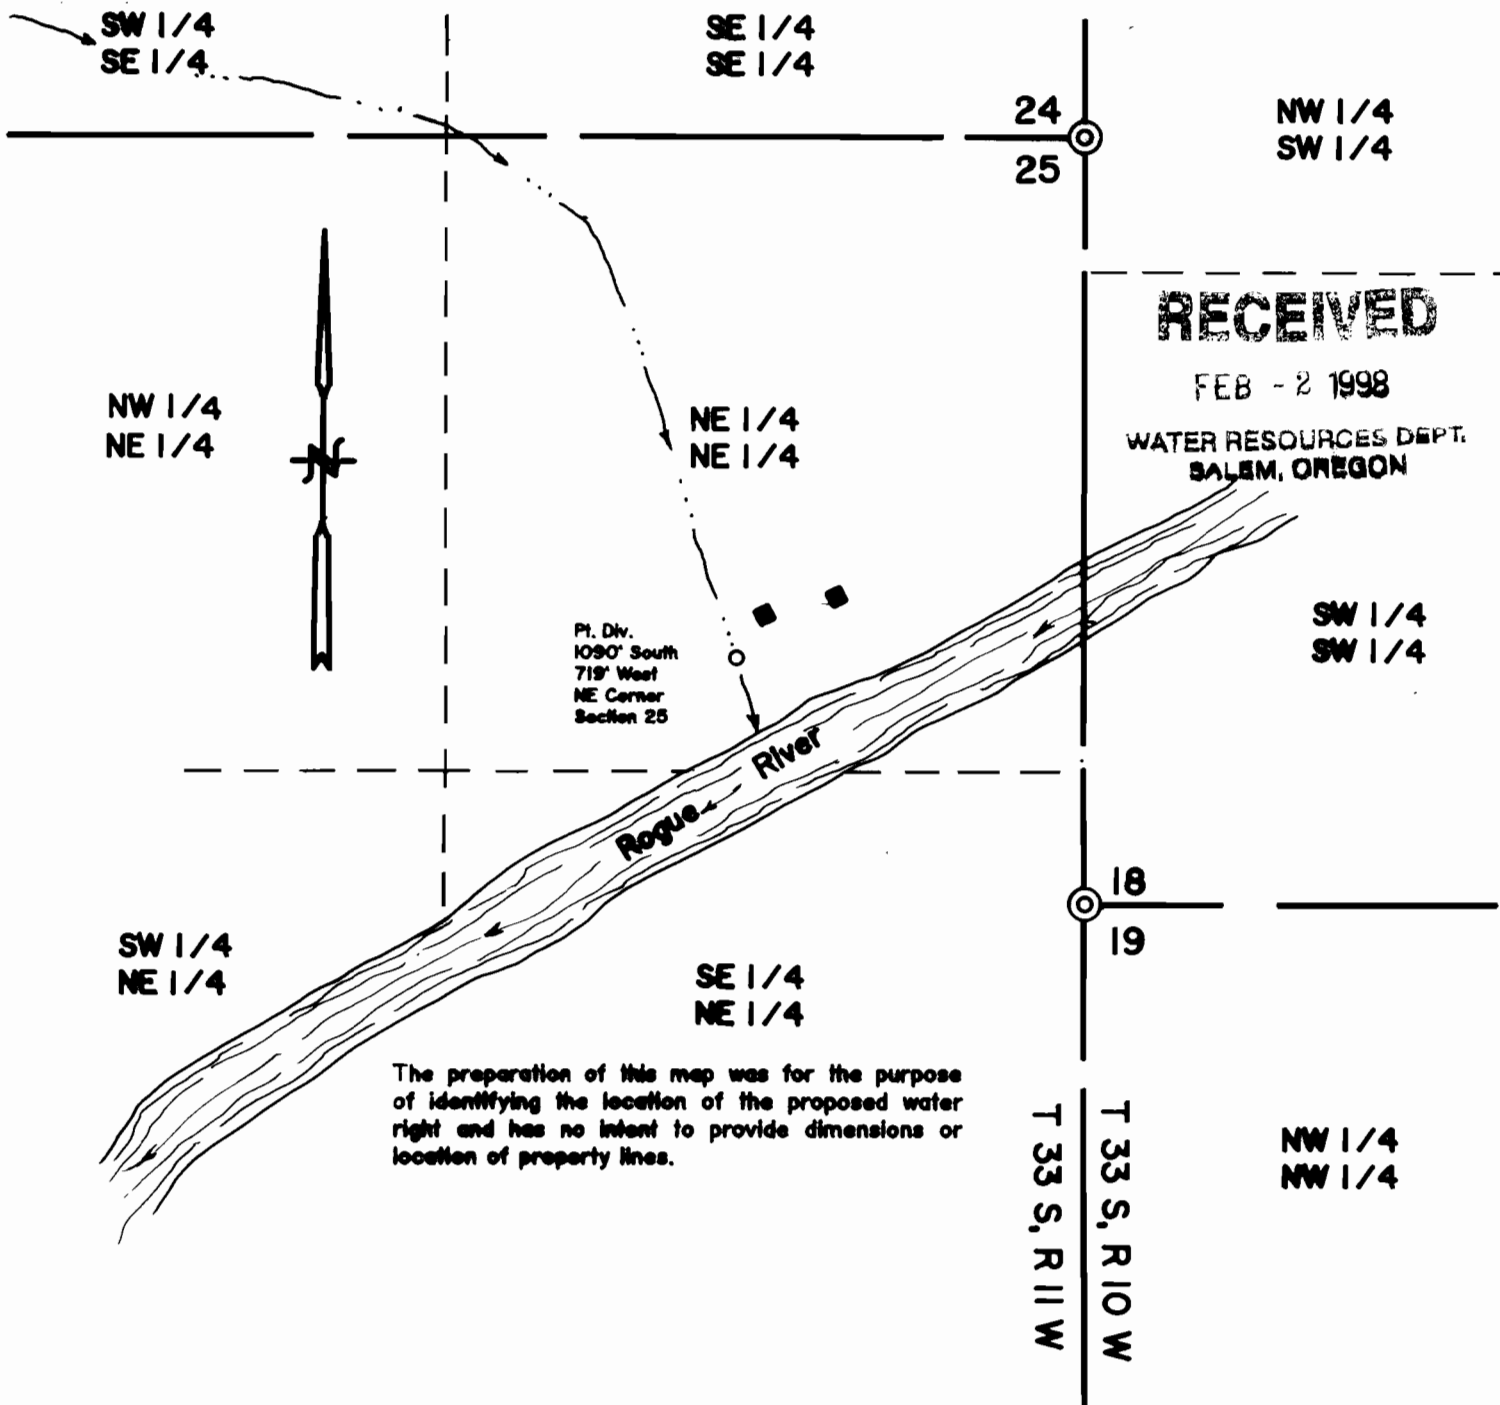 SW 1/4
SE 1/4
SE 1/4
SE 1/4
24
25
NW 1/4
SW 1/4
RECEIVED
FEB - 2 1998
WATER RESOURCES DEPT.
SALEM, OREGON
NW 1/4
NE 1/4
N
NE 1/4
NE 1/4
Pt. Div.
1090' South
719' West
NE Corner
Section 25
SW 1/4
SW 1/4
Rogue River
18
19
SW 1/4
NE 1/4
SE 1/4
NE 1/4
The preparation of this map was for the purpose
of identifying the location of the proposed water
right and has no intent to provide dimensions or
location of property lines.
NW 1/4
NW 1/4
T 33 S, R 11 W
T 33 S, R 10 W